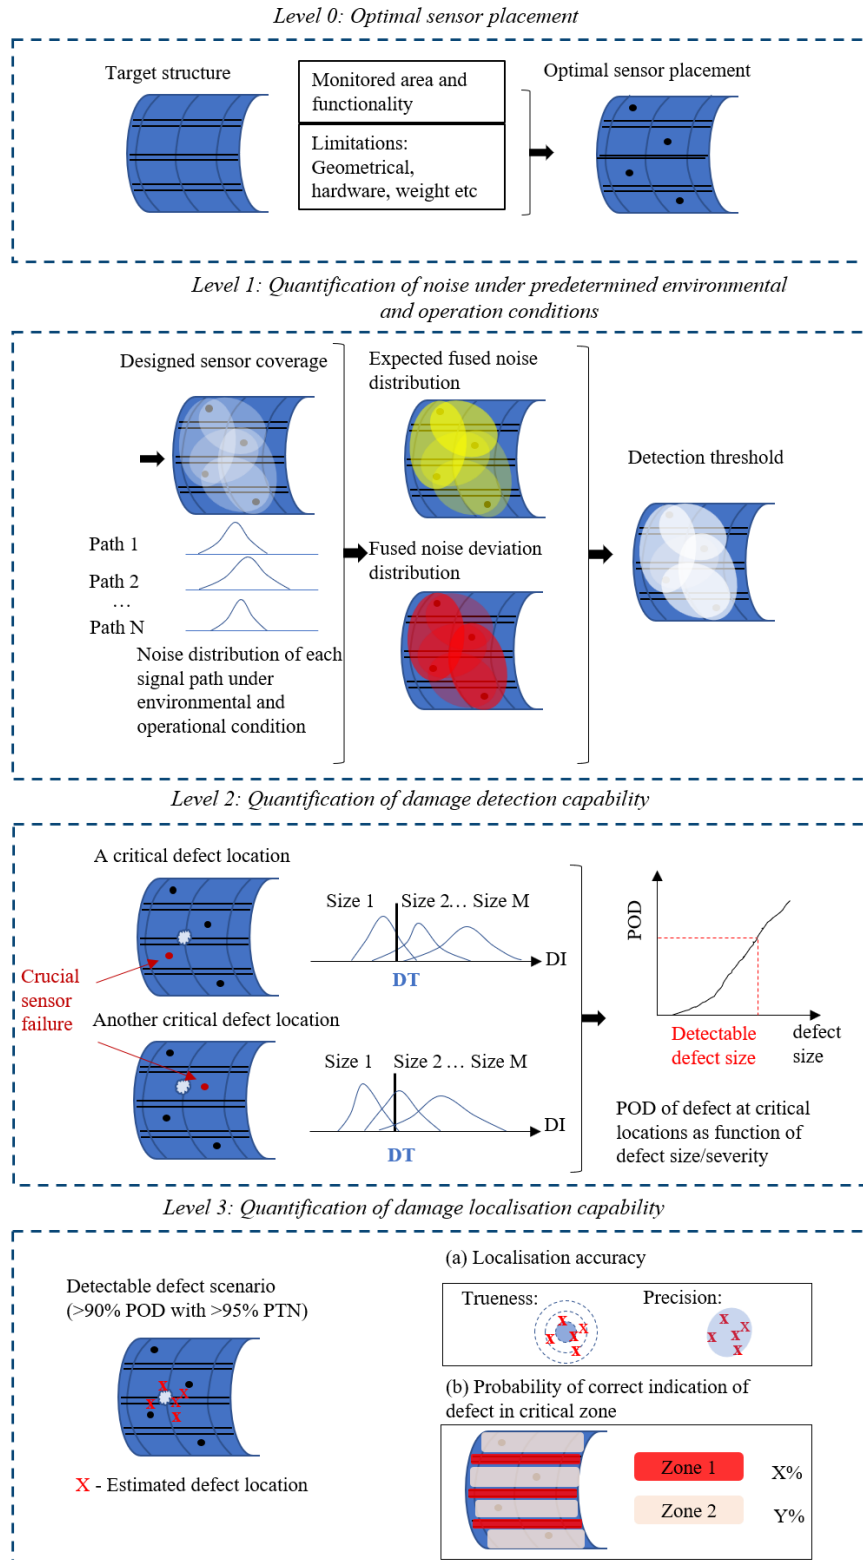 Level 0: Optimal sensor placement
Target structure
Monitored area and
functionality
Limitations:
Geometrical,
hardware, weight etc
Optimal sensor placement
Level 1: Quantification of noise under predetermined environmental
and operation conditions
Designed sensor coverage
Path 1
Path 2
…
Path N
Noise distribution of each
signal path under
environmental and
operational condition
Expected fused noise
distribution
Fused noise deviation
distribution
Detection threshold
Level 2: Quantification of damage detection capability
A critical defect location
Crucial
sensor
failure
Another critical defect location
Size 1 Size 2… Size M
DI
DT
Size 1 Size 2 … Size M
DI
DT
POD
Detectable
defect size
defect
size
POD of defect at critical
locations as function of
defect size/severity
Level 3: Quantification of damage localisation capability
Detectable defect scenario
(>90% POD with >95% PTN)
X
X
X
X
X
X - Estimated defect location
(a) Localisation accuracy
Trueness:
X
X
X
X
X
Precision:
X
X
X
X
X
(b) Probability of correct indication of
defect in critical zone
Zone 1 X%
Zone 2 Y%